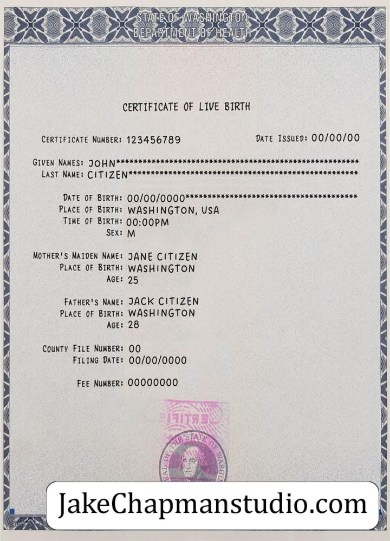 STATE OF WASHINGTON
DEPARTMENT OF HEALTH
CERTIFICATE OF LIVE BIRTH
CERTIFICATE NUMBER: 123456789 DATE ISSUED: 00/00/00
GIVEN NAMES: JOHN**************************************************
LAST NAME: CITIZEN***********************************************
DATE OF BIRTH: 00/00/0000***********************************
PLACE OF BIRTH: WASHINGTON, USA
TIME OF BIRTH: 00:00PM
SEX: M
MOTHER'S MAIDEN NAME: JANE CITIZEN
PLACE OF BIRTH: WASHINGTON
AGE: 25
FATHER'S NAME: JACK CITIZEN
PLACE OF BIRTH: WASHINGTON
AGE: 28
COUNTY FILE NUMBER: 00
FILING DATE: 00/00/0000
FEE NUMBER: 00000000
JakeChapmanstudio.com